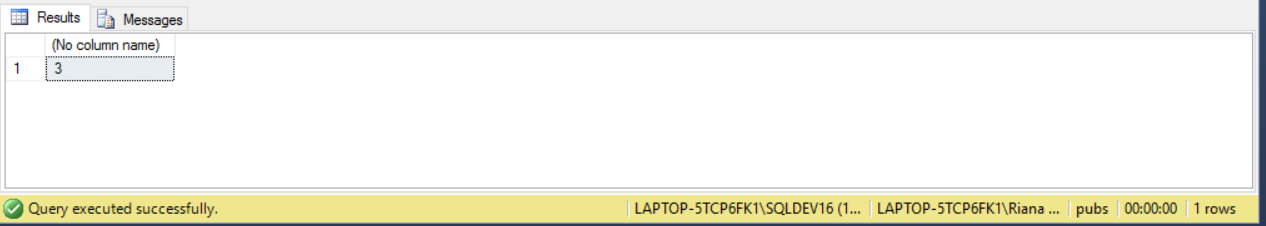 Results Messages
(No column name)
1 3
Query executed successfully. LAPTOP-5TCP6FK1\SQLDEV16 (1... LAPTOP-5TCP6FK1\Riana ... pubs 00:00:00 1 rows